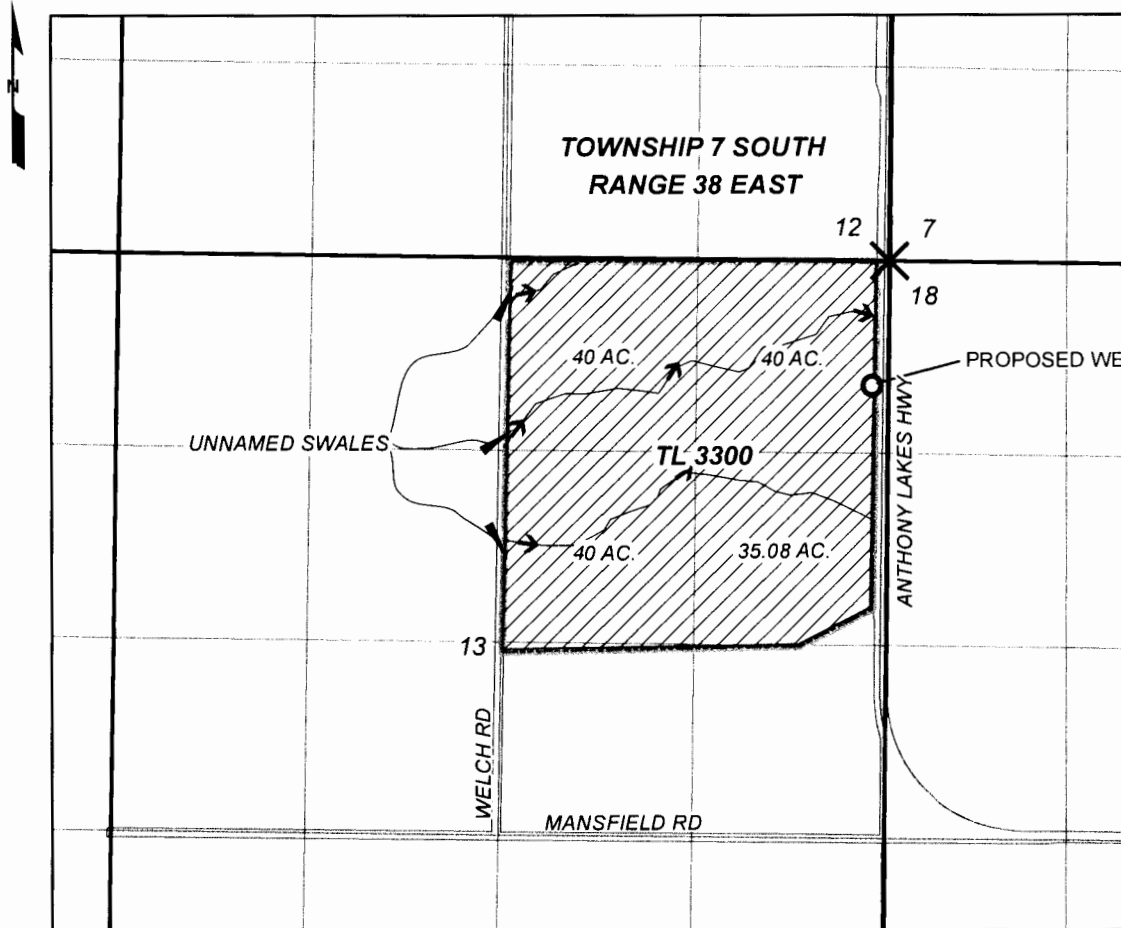 N
TOWNSHIP 7 SOUTH
RANGE 38 EAST
12 7
18
40 AC. 40 AC.
PROPOSED WE
UNNAMED SWALES
TL 3300
ANTHONY LAKES HWY
40 AC. 35.08 AC.
13
WELCH RD
MANSFIELD RD